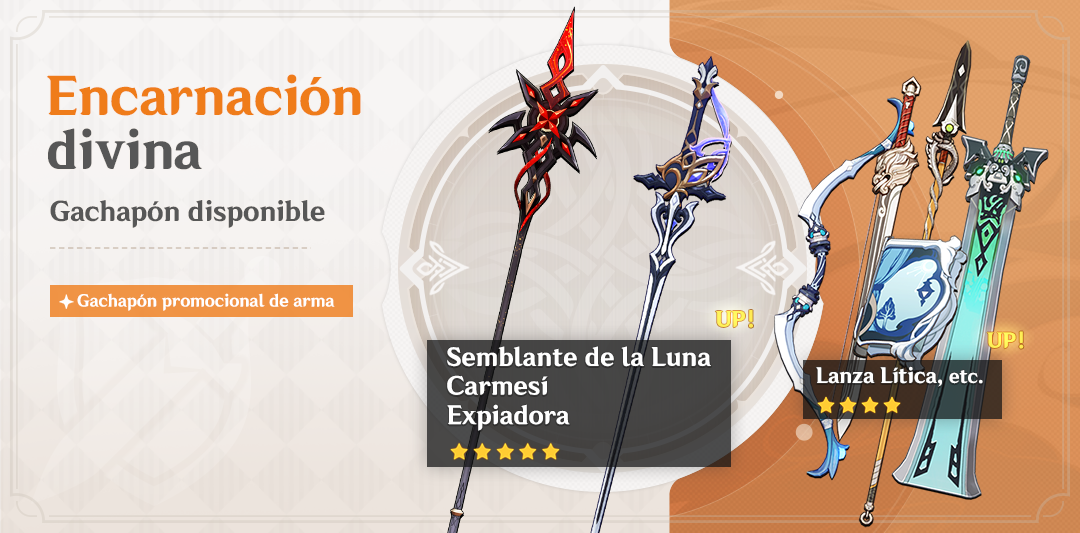 Encarnación
divina
Gachapón disponible
Gachapón promocional de arma
UP!
Semblante de la Luna
Carmesí
Expiadora
UP!
Lanza Lítica, etc.